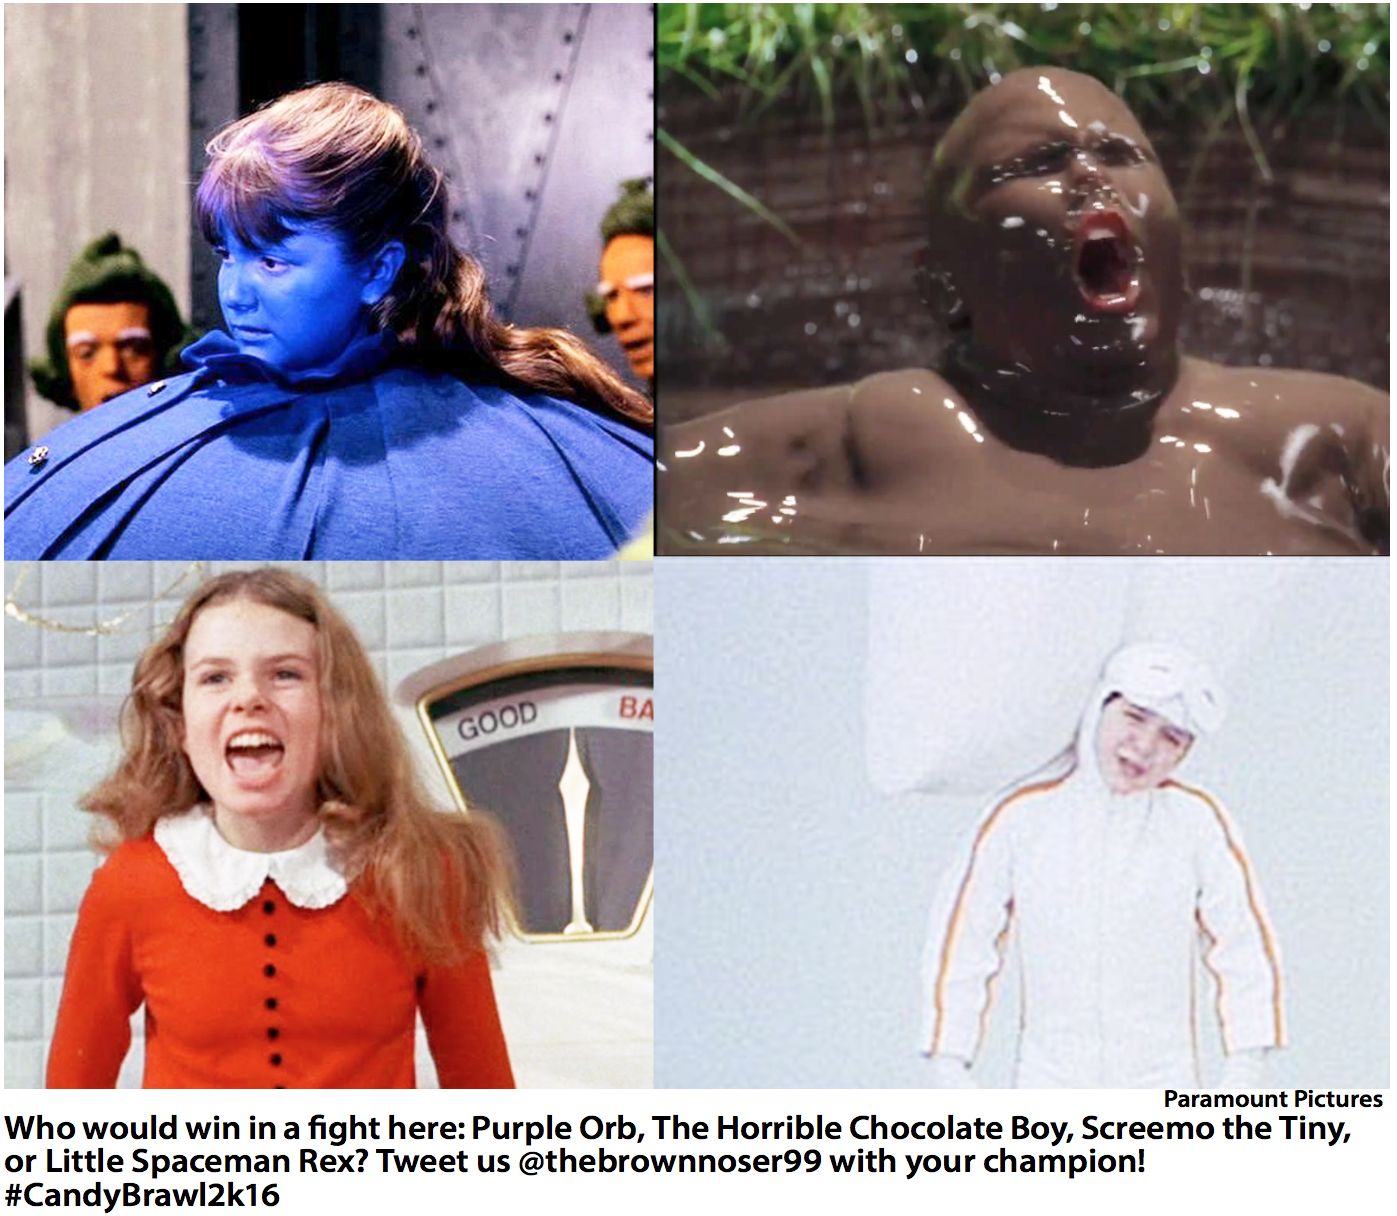 GOOD
BA
Paramount Pictures
Who would win in a fight here: Purple Orb, The Horrible Chocolate Boy, Screemo the Tiny,
or Little Spaceman Rex? Tweet us @thebrownnoser99 with your champion!
#CandyBrawl2k16